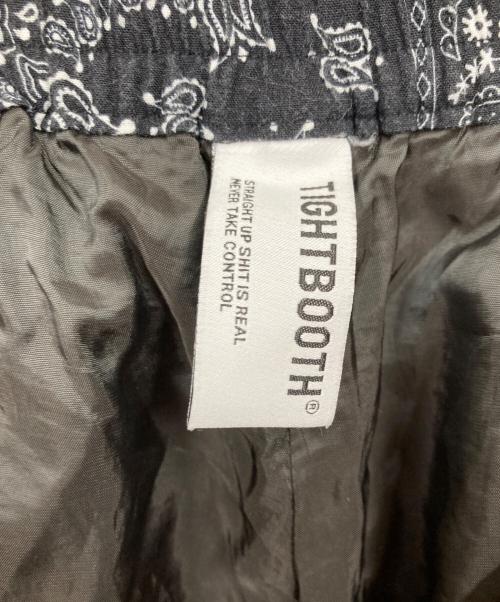 TIGHTBOOTH®
STRAIGHT UP SHIT IS REAL
NEVER TAKE CONTROL